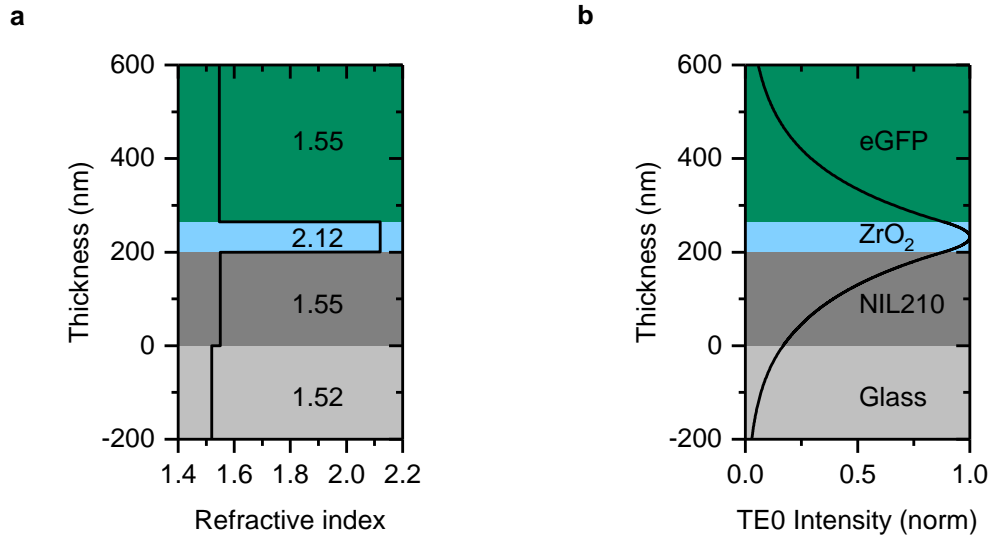 a
600
400
200
0
-200
Thickness (nm)
1.55
2.12
1.55
1.52
1.4 1.6 1.8 2.0 2.2
Refractive index
b
600
400
200
0
-200
Thickness (nm)
eGFP
ZrO₂
NIL210
Glass
0.0 0.5 1.0
TE0 Intensity (norm)